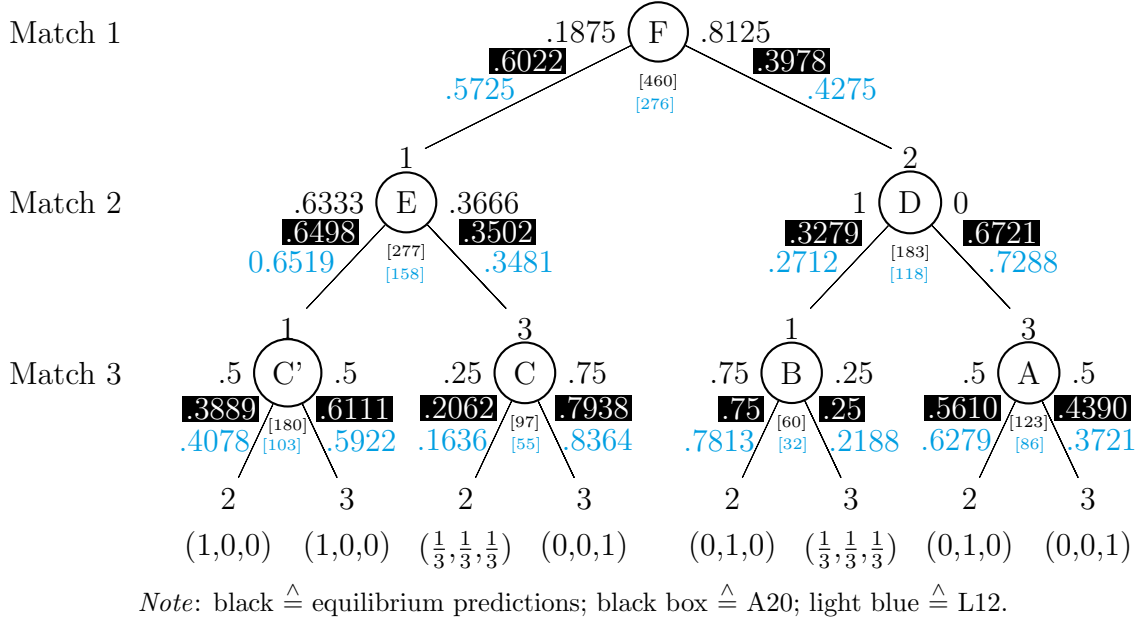 Match 1 .1875 F .8125
.6022 .3978
.5725 [460] .4275
[276]
1 2
Match 2 .6333 E .3666 1 D 0
.6498 .3502 .3279 .6721
0.6519 [277] .3481 .2712 [183] .7288
[158] [118]
1 3 1 3
Match 3 .5 C' .5 .25 C .75 .75 B .25 .5 A .5
.3889 .6111 .2062 .7938 .75 .25 .5610 .4390
[180] [97] [60] [123]
.4078 [103] .5922 .1636 [55] .8364 .7813 [32] .2188 .6279 [86] .3721
2 3 2 3 2 3 2 3
(1,0,0) (1,0,0) (1/3,1/3,1/3) (0,0,1) (0,1,0) (1/3,1/3,1/3) (0,1,0) (0,0,1)
Note: black ≙ equilibrium predictions; black box ≙ A20; light blue ≙ L12.